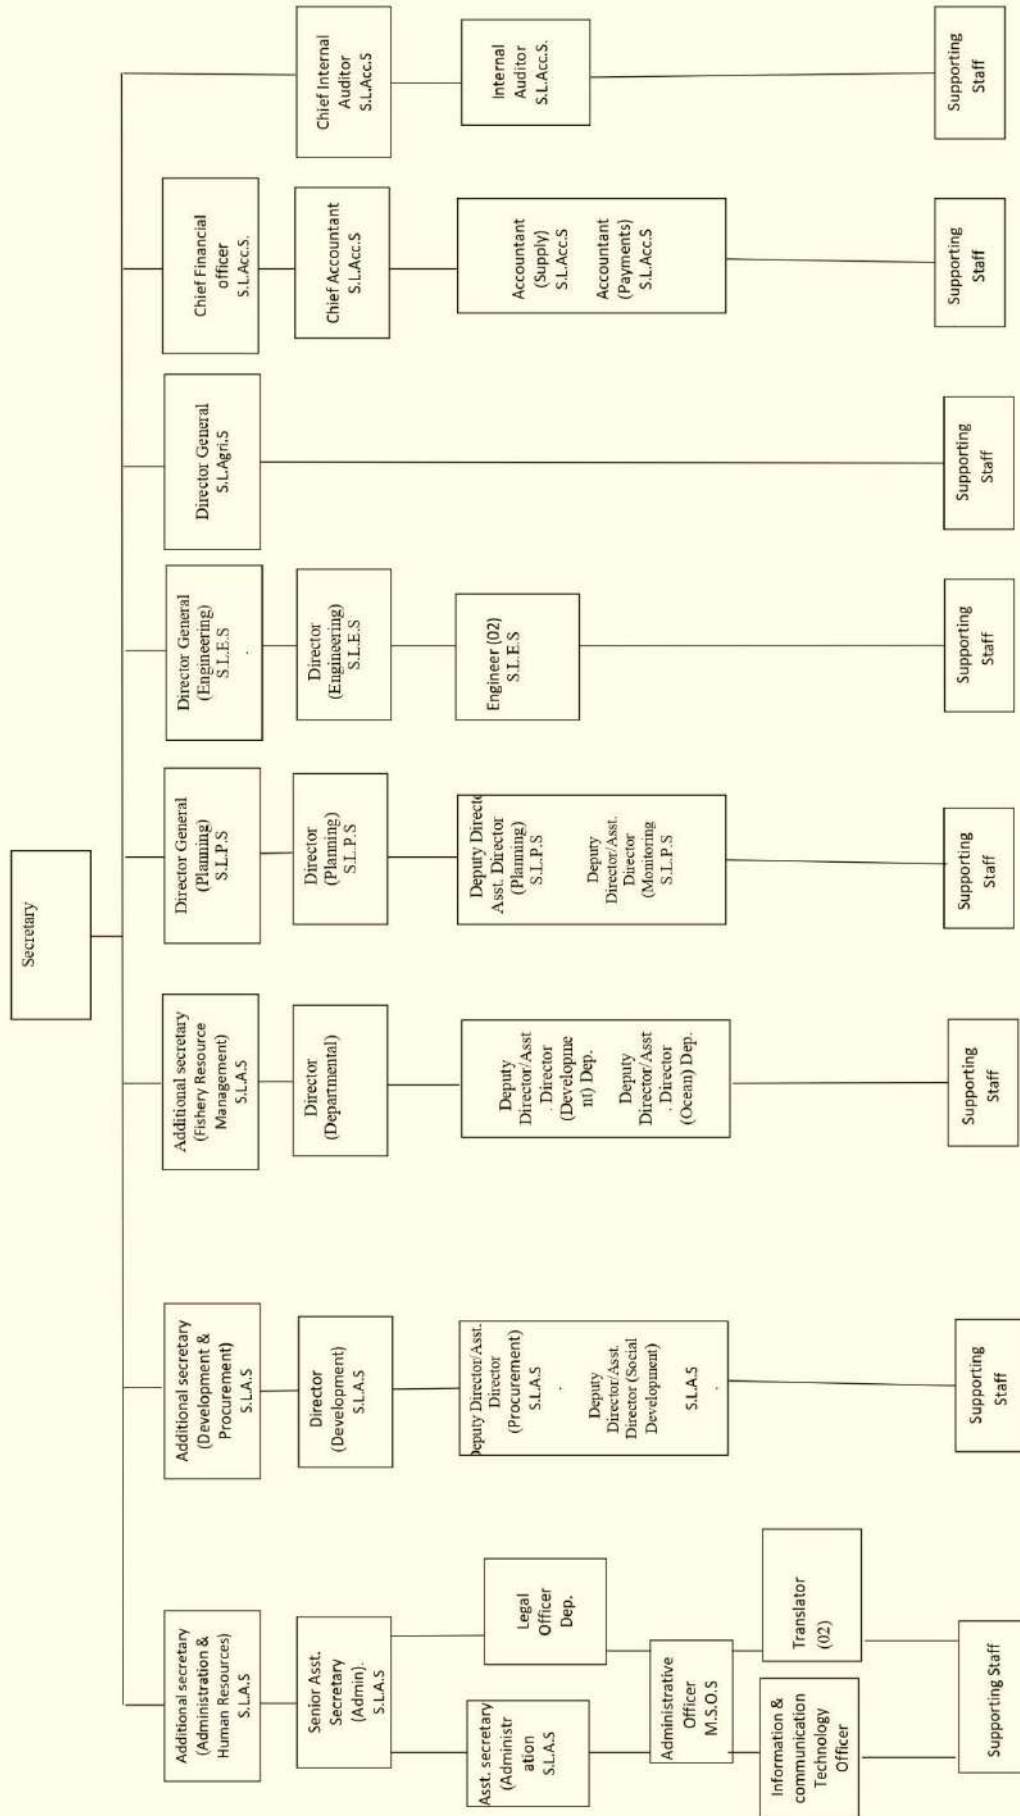 Secretary
Additional secretary
(Administration &
Human Resources)
S.L.A.S
Additional secretary
(Development &
Procurement)
S.L.A.S
Additional secretary
(Fishery Resource
Management)
S.L.A.S
Director General
(Planning)
S.L.P.S
Director General
(Engineering)
S.L.E.S
.
Director General
S.L.Agri.S
Chief Financial
officer
S.L.Acc.S.
Senior Asst.
Secretary
(Admin).
S.L.A.S
Director
(Development)
S.L.A.S
Director
(Departmental)
Director
(Planning)
S.L.P.S
Director
(Engineering)
S.L.E.S
Chief Accountant
S.L.Acc.S
Chief Internal
Auditor
S.L.Acc.S
Asst. secretary
(Administr
ation
S.L.A.S
Legal
Officer
Dep.
Deputy Director/Asst.
Director
(Procurement)
S.L.A.S
.
Deputy
Director/Asst.
Director (Social
Development)
S.L.A.S
.
Deputy
Director/Asst
. Director
(Developme
nt) Dep.
Deputy
Director/Asst
. Director
(Ocean) Dep.
Deputy Directo
Asst. Director
(Planning)
S.L.P.S
Deputy
Director/Asst.
Director
(Monitoring
S.L.P.S
Engineer (02)
S.L.E.S
Accountant
(Supply)
S.L.Acc.S
Accountant
(Payments)
S.L.Acc.S
Internal
Auditor
S.L.Acc.S.
Administrative
Officer
M.S.O.S
Information &
communication
Technology
Officer
Translator
(02)
Supporting Staff
Supporting
Staff
Supporting
Staff
Supporting
Staff
Supporting
Staff
Supporting
Staff
Supporting
Staff
Supporting
Staff